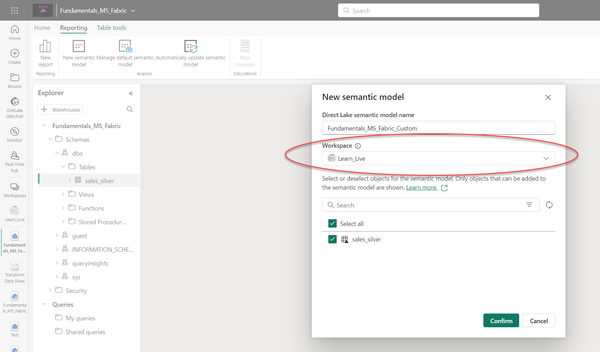 Fundamentals_MS_Fabric
Search
Home Reporting Table tools
New report
New semantic model
Manage default semantic model
Automatically update semantic model
New measure
Reporting Analysis Calculations
Home
Create
Browse
OneLake data hub
Monitor
Real-Time hub
Workspaces
Learn_Live
Fundamental s_MS_Fa...
Transform Data Silver
Fundamenta ls_MS_Fabric
Not
Explorer «
+ Warehouses
Fundamentals_MS_Fabric
Schemas
dbo
Tables
sales_silver
Views
Functions
Stored Procedur...
guest
INFORMATION_SCHE...
queryinsights
sys
Security
Queries
My queries
Shared queries
New semantic model
Direct Lake semantic model name
Fundamentals_MS_Fabric_Custom
Workspace
Learn_Live
Select or deselect objects for the semantic model. Only objects that can be added to
the semantic model are shown. Learn more
Search
Select all
sales_silver
Confirm Cancel